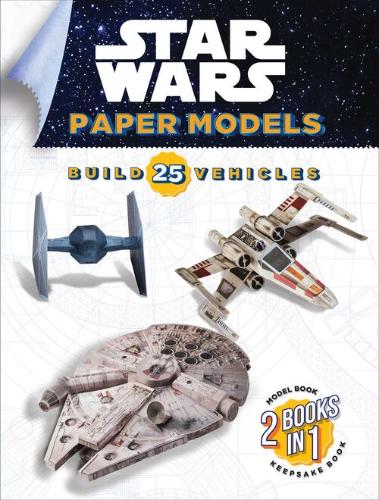 STAR
WARS
PAPER MODELS
BUILD 25 VEHICLES
MODEL BOOK
2 BOOKS
IN 1
KEEPSAKE BOOK